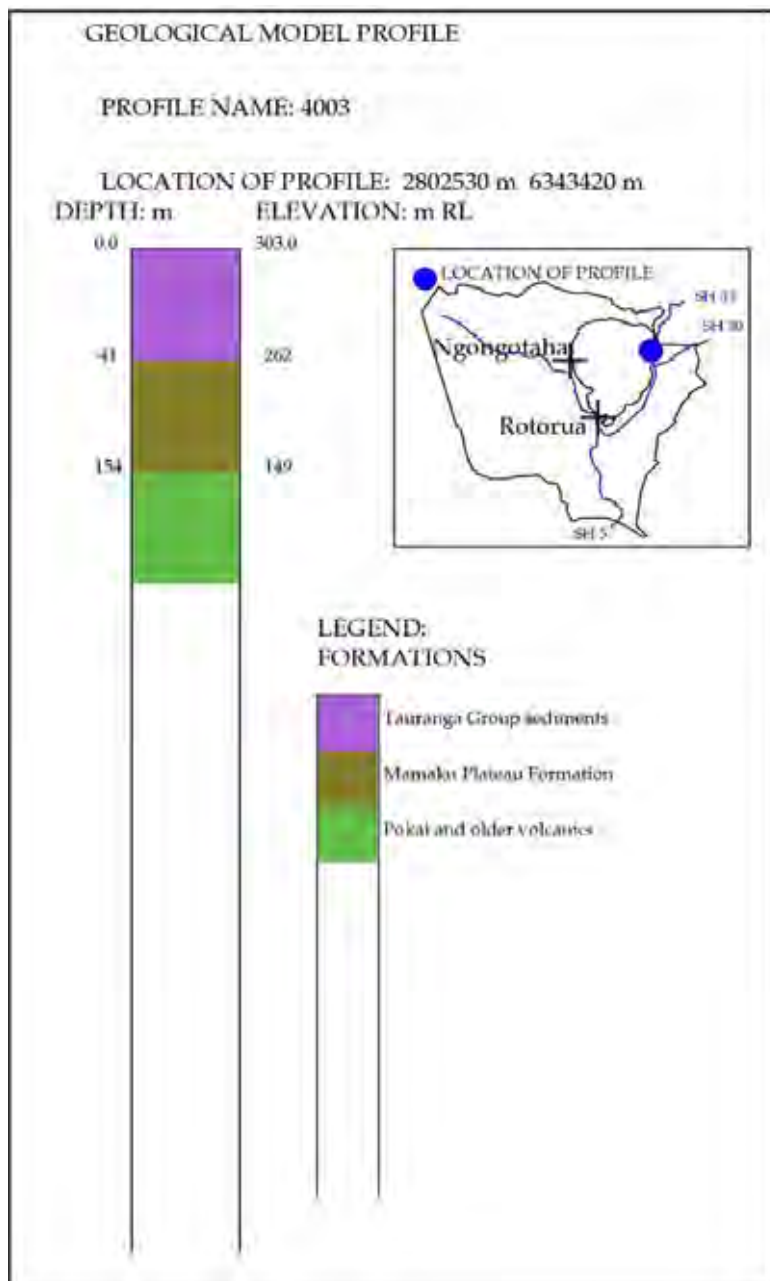 GEOLOGICAL MODEL PROFILE
PROFILE NAME: 4003
LOCATION OF PROFILE: 2802530 m 6343420 m
DEPTH: m ELEVATION: m RL
0.0 303.0
41 262
154 149
LOCATION OF PROFILE
SH 33
SH 30
Ngongotaha
Rotorua
SH 5
LEGEND:
FORMATIONS
Tauranga Group sediments
Mamaku Plateau Formation
Pokai and older volcanics